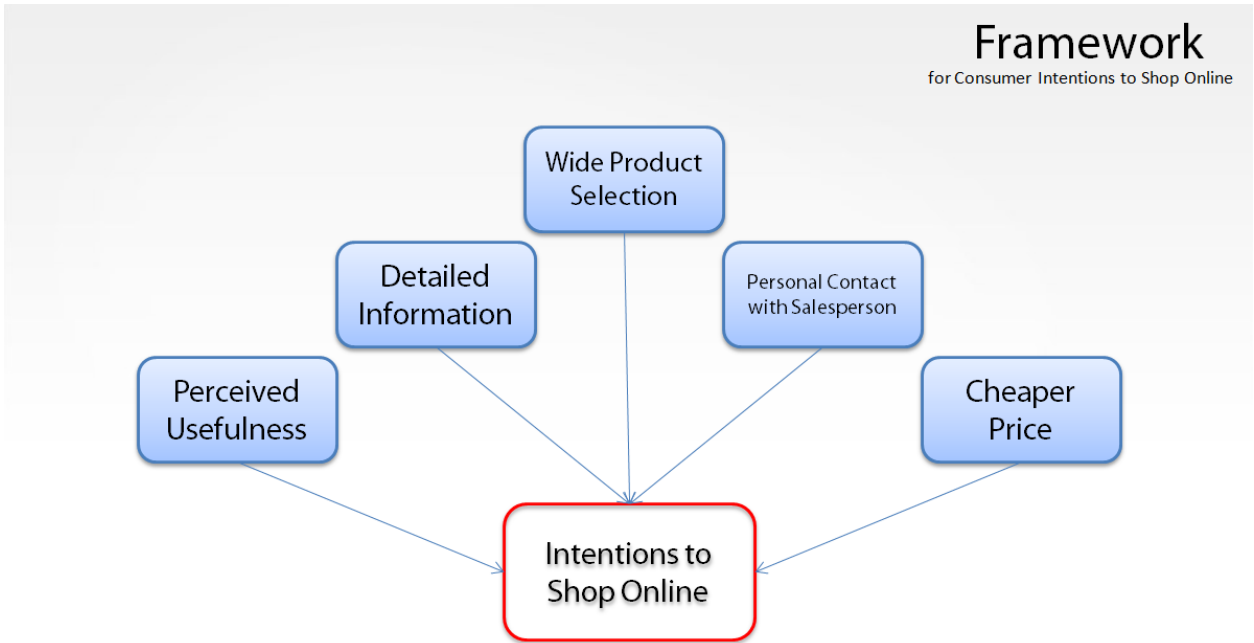 Framework
for Consumer Intentions to Shop Online
Wide Product
Selection
Detailed
Information
Personal Contact
with Salesperson
Perceived
Usefulness
Cheaper
Price
Intentions to
Shop Online